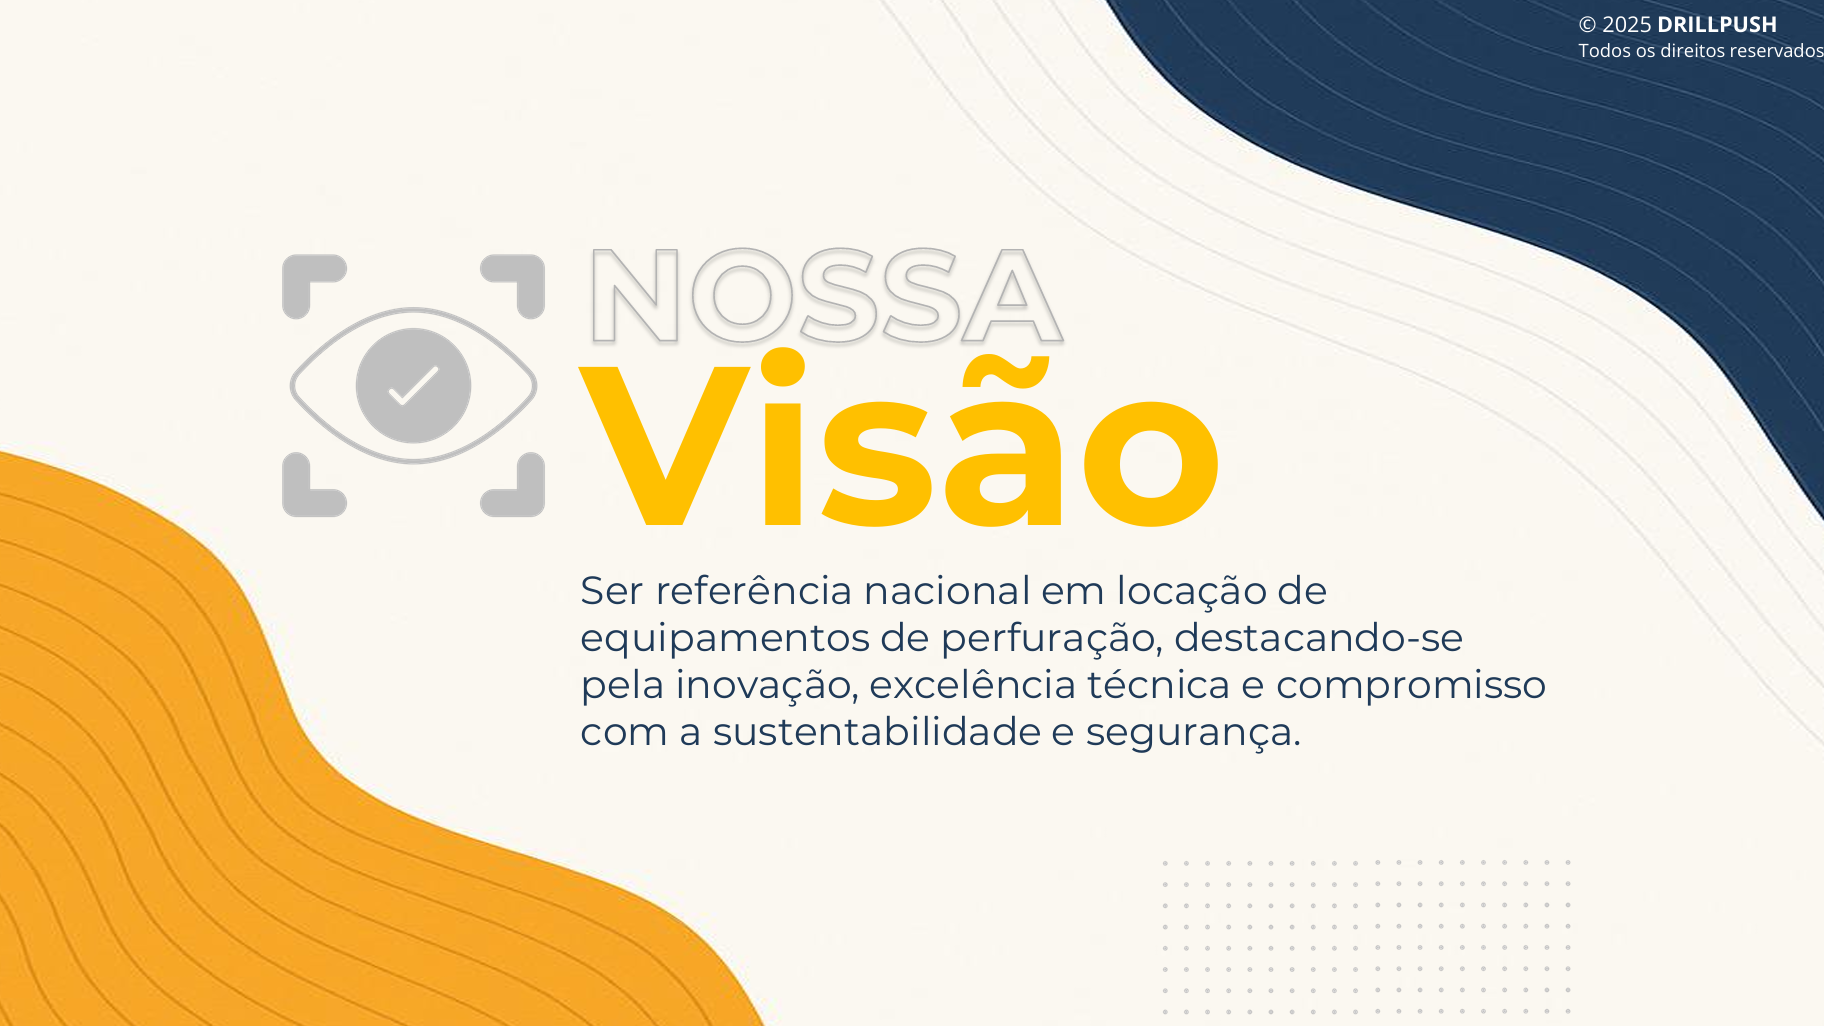 © 2025 DRILLPUSH
Todos os direitos reservados
NOSSA
Visão
Ser referência nacional em locação de
equipamentos de perfuração, destacando-se
pela inovação, excelência técnica e compromisso
com a sustentabilidade e segurança.